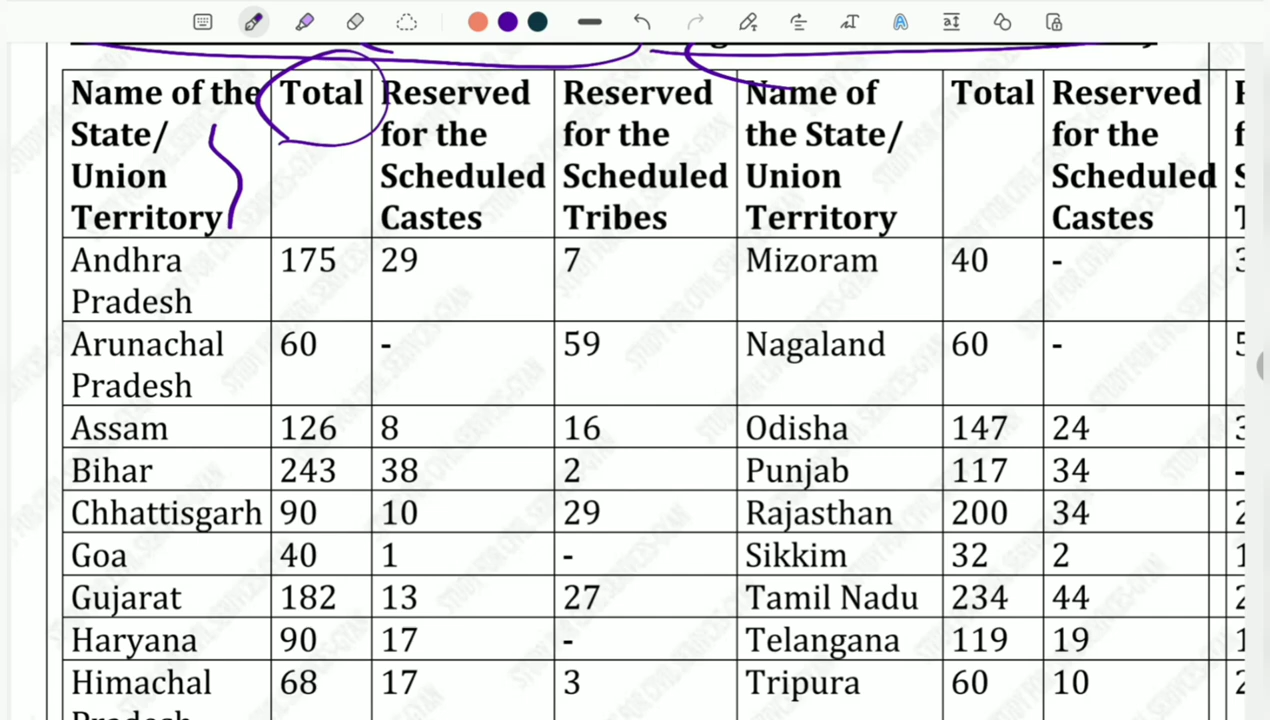 Name of the Total Reserved Reserved Name of Total Reserved
State/ for the for the the State/ for the
Union Scheduled Scheduled Union Scheduled
Territory Castes Tribes Territory Castes
Andhra 175 29 7 Mizoram 40 -
Pradesh
Arunachal 60 - 59 Nagaland 60 -
Pradesh
Assam 126 8 16 Odisha 147 24
Bihar 243 38 2 Punjab 117 34
Chhattisgarh 90 10 29 Rajasthan 200 34
Goa 40 1 - Sikkim 32 2
Gujarat 182 13 27 Tamil Nadu 234 44
Haryana 90 17 - Telangana 119 19
Himachal 68 17 3 Tripura 60 10